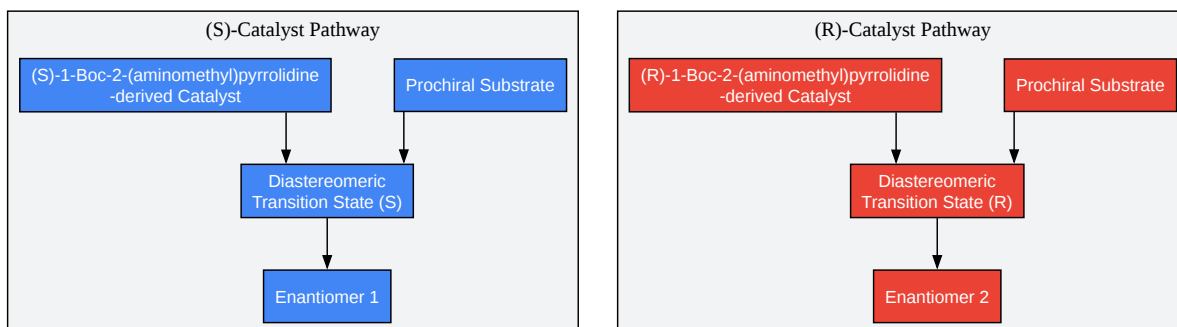 (S)-Catalyst Pathway
(S)-1-Boc-2-(aminomethyl)pyrrolidine
-derived Catalyst
Prochiral Substrate
Diastereomeric
Transition State (S)
Enantiomer 1
(R)-Catalyst Pathway
(R)-1-Boc-2-(aminomethyl)pyrrolidine
-derived Catalyst
Prochiral Substrate
Diastereomeric
Transition State (R)
Enantiomer 2